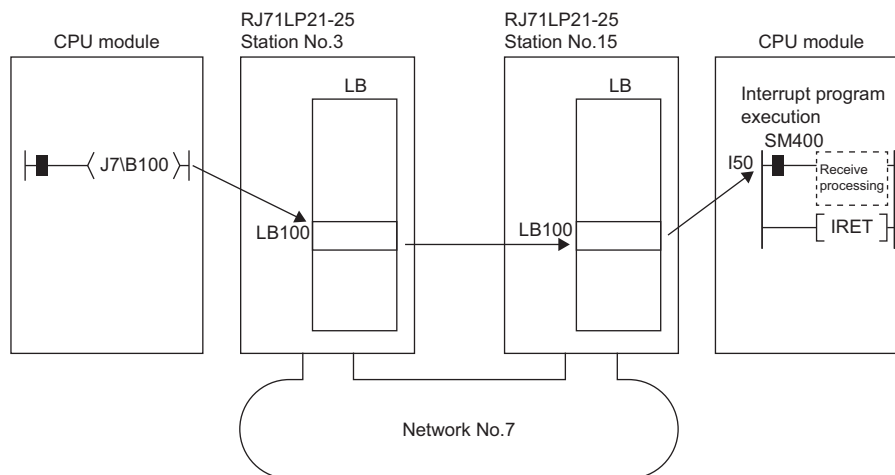 CPU module
RJ71LP21-25
Station No.3
RJ71LP21-25
Station No.15
CPU module
LB
LB
Interrupt program
execution
SM400
J7\B100
I50
Receive
processing
LB100
LB100
IRET
Network No.7